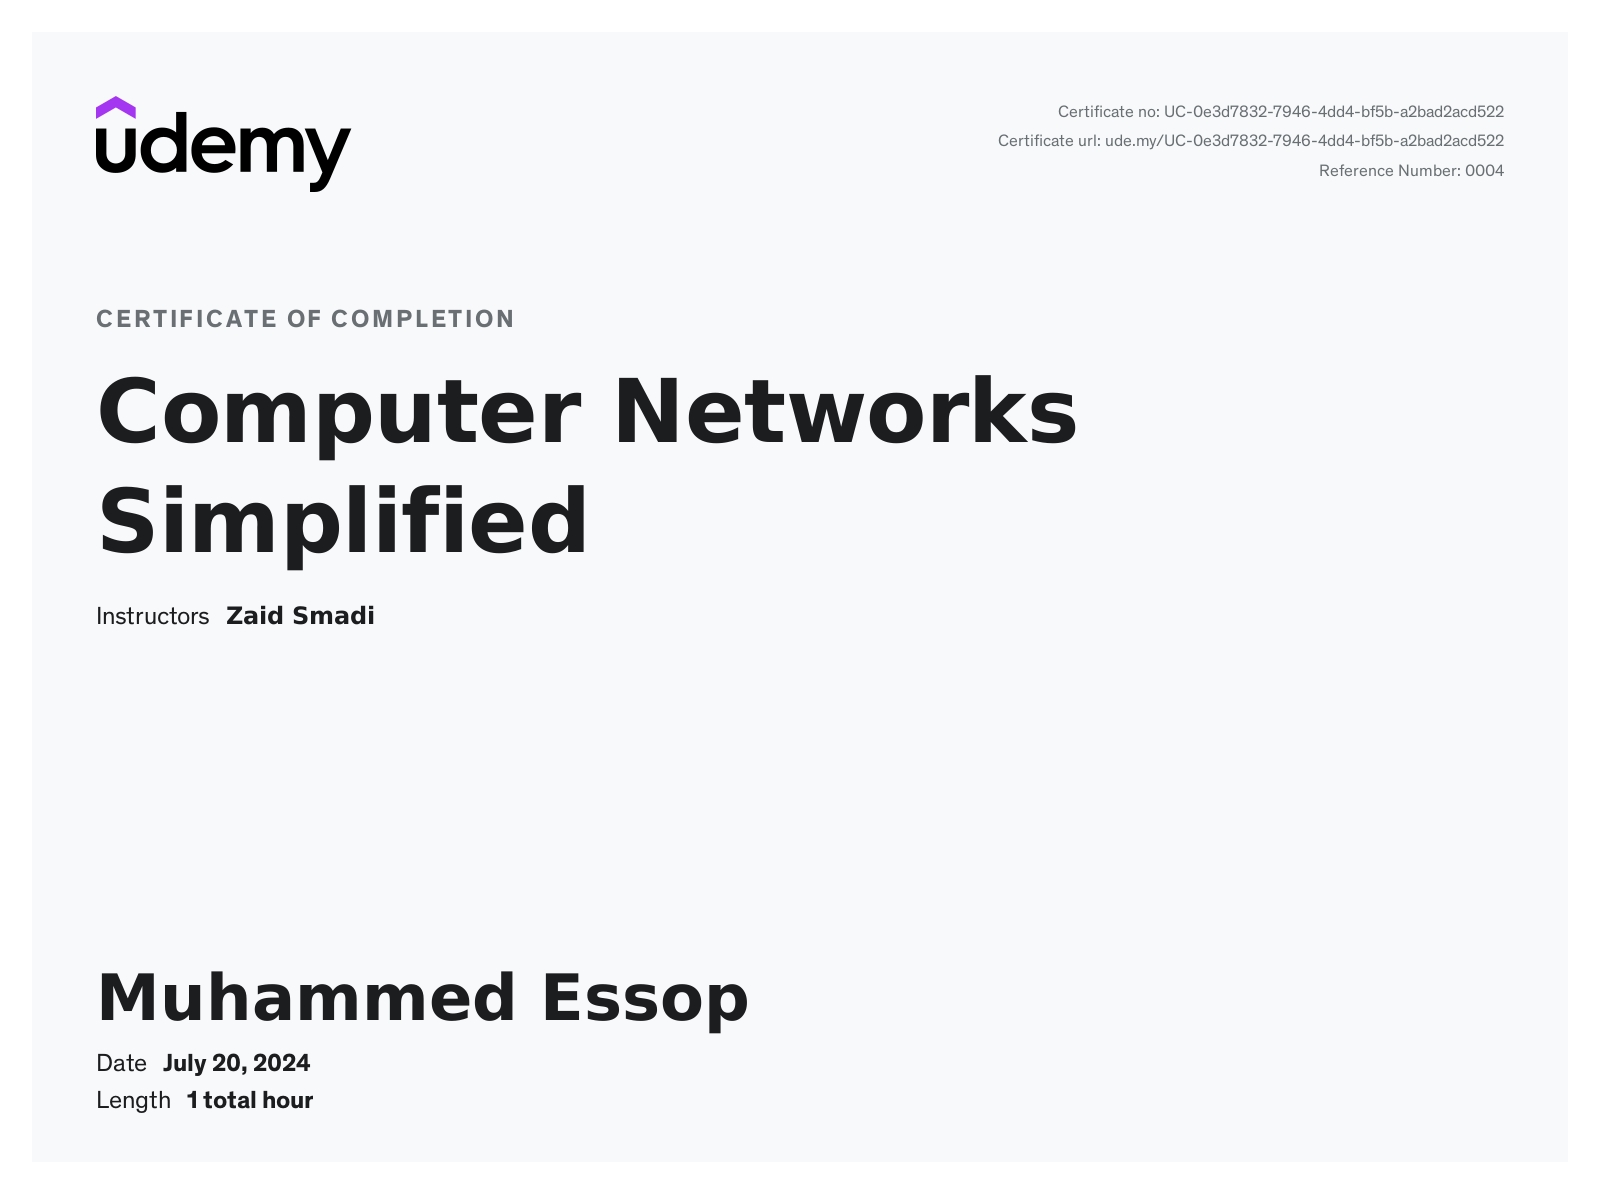 udemy
Certificate no: UC-0e3d7832-7946-4dd4-bf5b-a2bad2acd522
Certificate url: ude.my/UC-0e3d7832-7946-4dd4-bf5b-a2bad2acd522
Reference Number: 0004
CERTIFICATE OF COMPLETION
Computer Networks
Simplified
Instructors Zaid Smadi
Muhammed Essop
Date July 20, 2024
Length 1 total hour